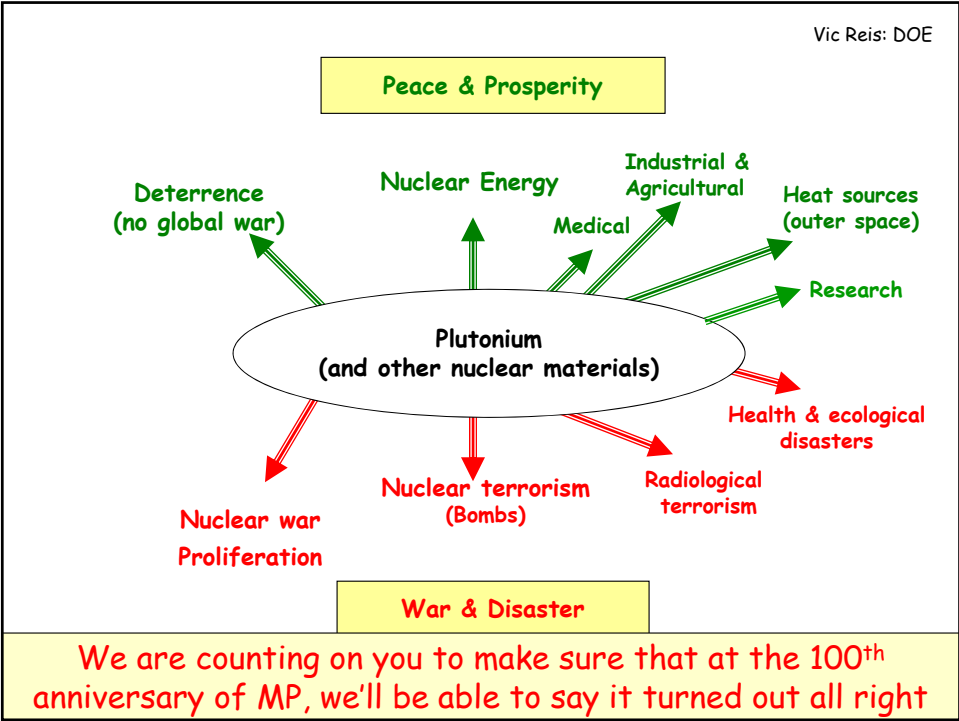 Vic Reis: DOE
Peace & Prosperity
Deterrence
(no global war)
Nuclear Energy
Medical
Industrial &
Agricultural
Heat sources
(outer space)
Research
Plutonium
(and other nuclear materials)
Nuclear war
Proliferation
Nuclear terrorism
(Bombs)
Radiological
terrorism
Health & ecological
disasters
War & Disaster
We are counting on you to make sure that at the 100th
anniversary of MP, we’ll be able to say it turned out all right